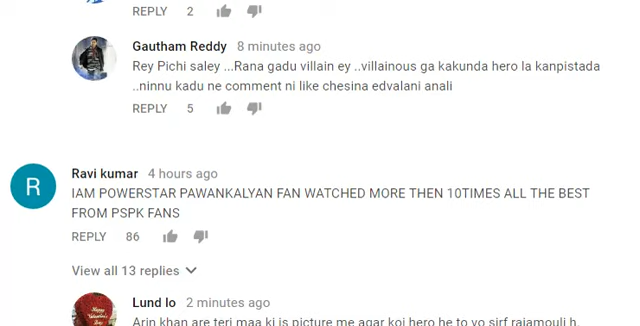 REPLY 2
Gautham Reddy 8 minutes ago
Rey Pichi saley ...Rana gadu villain ey ..villainous ga kakunda hero la kanpistada
..ninnu kadu ne comment ni like chesina edvalani anali
REPLY 5
R
Ravi kumar 4 hours ago
IAM POWERSTAR PAWANKALYAN FAN WATCHED MORE THEN 10TIMES ALL THE BEST
FROM PSPK FANS
REPLY 86
View all 13 replies
Lund lo 2 minutes ago
Arin khan are teri maa ki is picture me agar koi hero he to vo sirf rajamouli h.